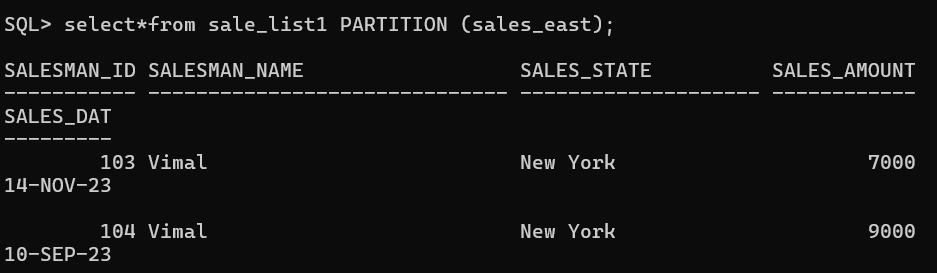 SQL> select*from sale_list1 PARTITION (sales_east);
SALESMAN_ID SALESMAN_NAME                  SALES_STATE          SALES_AMOUNT
----------- ------------------------------ -------------------- ------------
SALES_DAT
---------
        103 Vimal                          New York                     7000
14-NOV-23
        104 Vimal                          New York                     9000
10-SEP-23